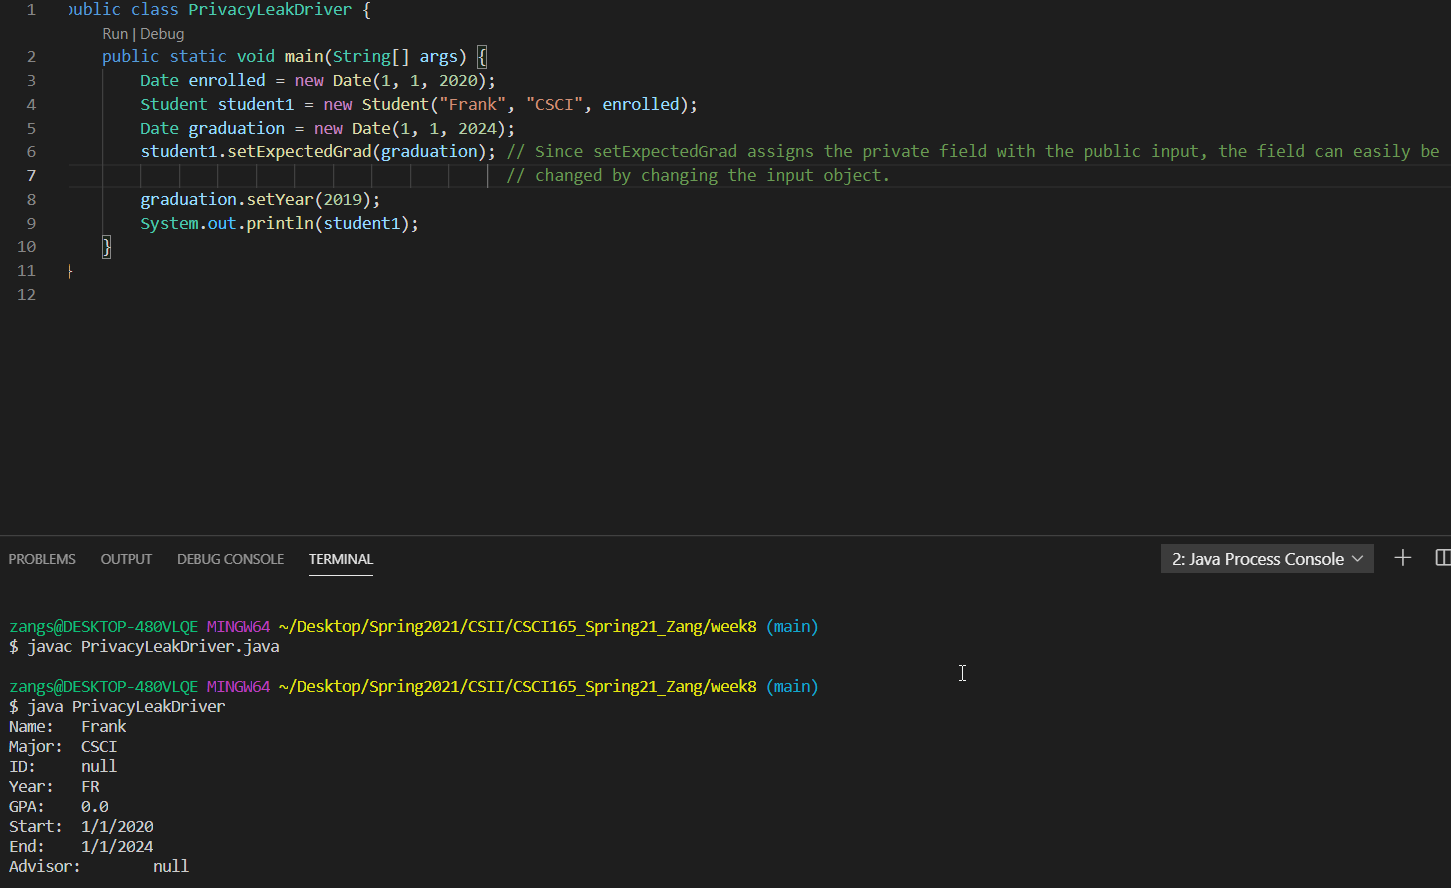 1 public class PrivacyLeakDriver {
Run | Debug
2 public static void main(String[] args) {
3 Date enrolled = new Date(1, 1, 2020);
4 Student student1 = new Student("Frank", "CSCI", enrolled);
5 Date graduation = new Date(1, 1, 2024);
6 student1.setExpectedGrad(graduation); // Since setExpectedGrad assigns the private field with the public input, the field can easily be
7 // changed by changing the input object.
8 graduation.setYear(2019);
9 System.out.println(student1);
10 }
11 }
12
PROBLEMS OUTPUT DEBUG CONSOLE TERMINAL 2: Java Process Console
zangs@DESKTOP-480VLQE MINGW64 ~/Desktop/Spring2021/CSII/CSCI165_Spring21_Zang/week8 (main)
$ javac PrivacyLeakDriver.java
zangs@DESKTOP-480VLQE MINGW64 ~/Desktop/Spring2021/CSII/CSCI165_Spring21_Zang/week8 (main)
$ java PrivacyLeakDriver
Name: Frank
Major: CSCI
ID: null
Year: FR
GPA: 0.0
Start: 1/1/2020
End: 1/1/2024
Advisor: null